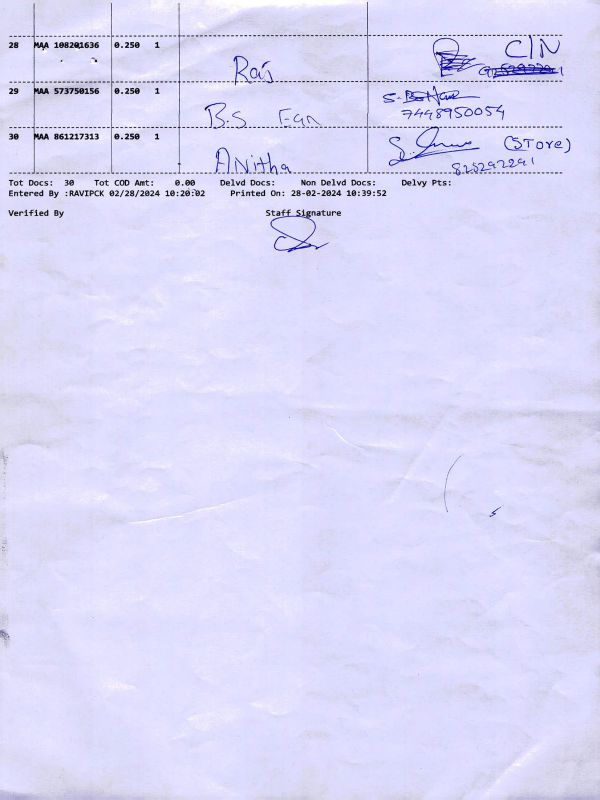 28 MAA 108201636 0.250 1 Raj C/N
29 MAA 573750156 0.250 1 B.S Ean
7448950054
30 MAA 861217313 0.250 1 Anitha (Store)
825292291
Tot Docs: 30 Tot COD Amt: 0.00 Delvd Docs: Non Delvd Docs: Delvy Pts:
Entered By :RAVIPCK 02/28/2024 10:20:02 Printed On: 28-02-2024 10:39:52
Verified By Staff Signature